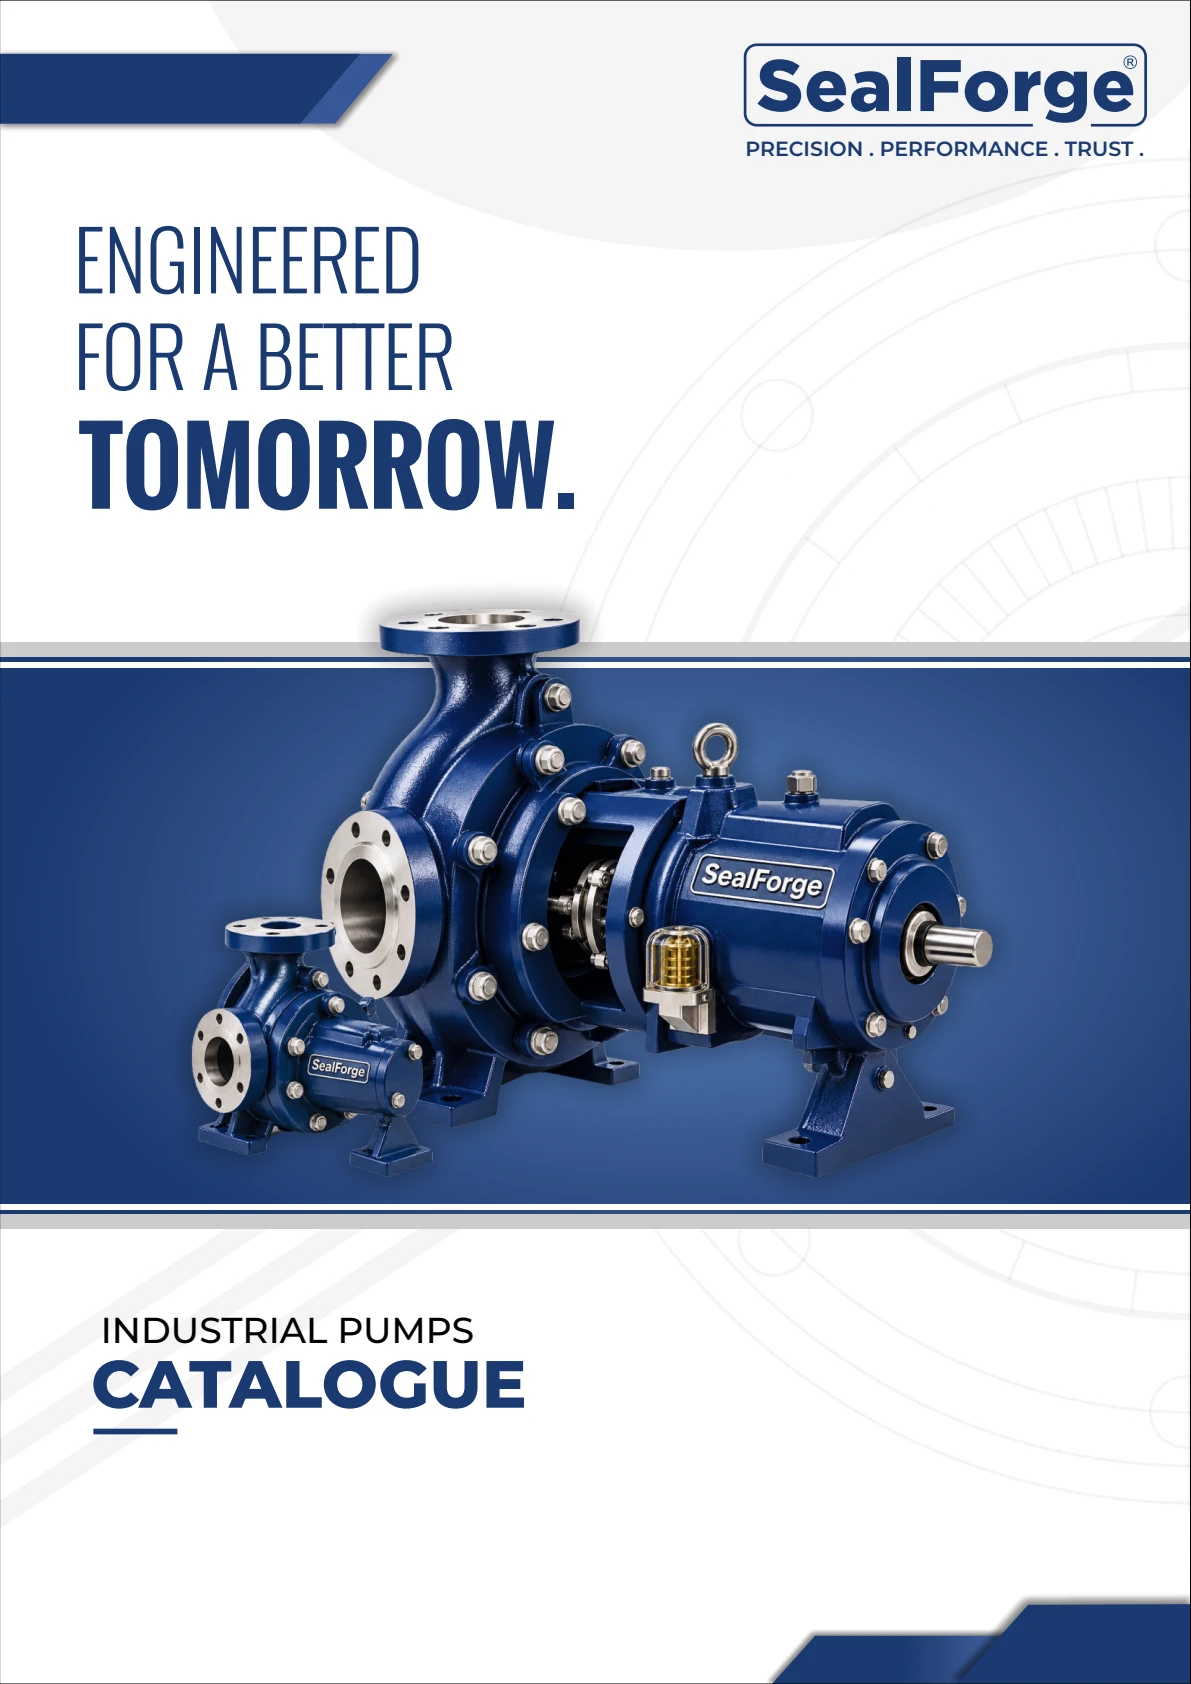 SealForge®
PRECISION . PERFORMANCE . TRUST .
ENGINEERED
FOR A BETTER
TOMORROW.
SealForge
SealForge
INDUSTRIAL PUMPS
CATALOGUE